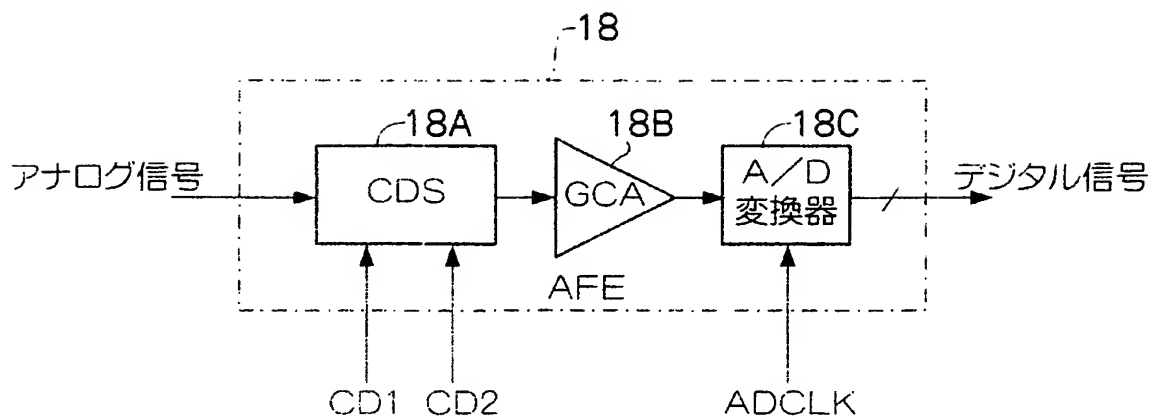 18
18A
18B
18C
アナログ信号
CDS
GCA
A/D
変換器
デジタル信号
AFE
CD1
CD2
ADCLK